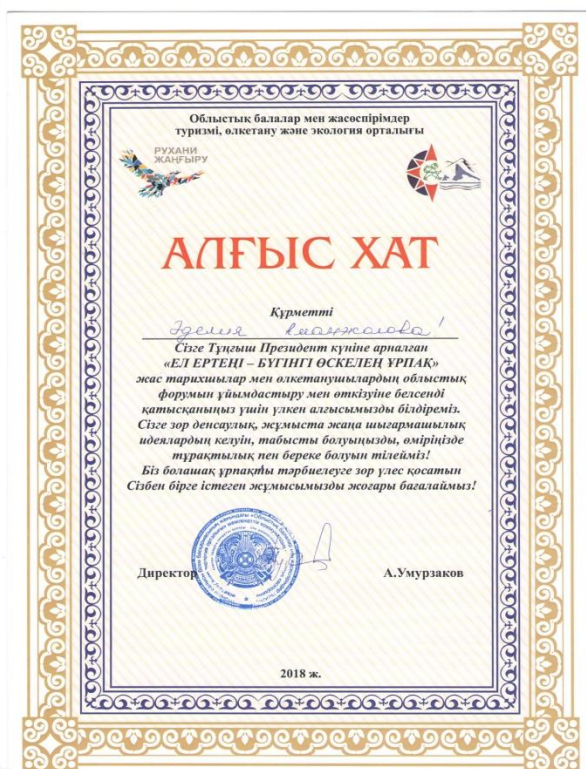 Облыстық балалар мен жасөспірімдер
туризмі, өлкетану және экология орталығы
РУХАНИ
ЖАҢҒЫРУ
АЛҒЫС ХАТ
Құрметті
Әделия !
Сізге Тұңғыш Президент күніне арналған
«ЕЛ ЕРТЕҢІ – БҮГІНГІ ӨСКЕЛЕҢ ҰРПАҚ»
жас тарихшылар мен өлкетанушылардың облыстық
форумын ұйымдастыру мен өткізуіне белсенді
қатысқаныңыз үшін үлкен алғысымызды білдіреміз.
Сізге зор денсаулық, жұмыста жаңа шығармашылық
идеялардың келуін, табысты болуыңызды, өміріңізде
тұрақтылық пен береке болуын тілейміз!
Біз болашақ ұрпақты тәрбиелеуге зор үлес қосатын
Сізбен бірге істеген жұмысымызды жоғары бағалаймыз!
Директор А.Умурзаков
2018 ж.